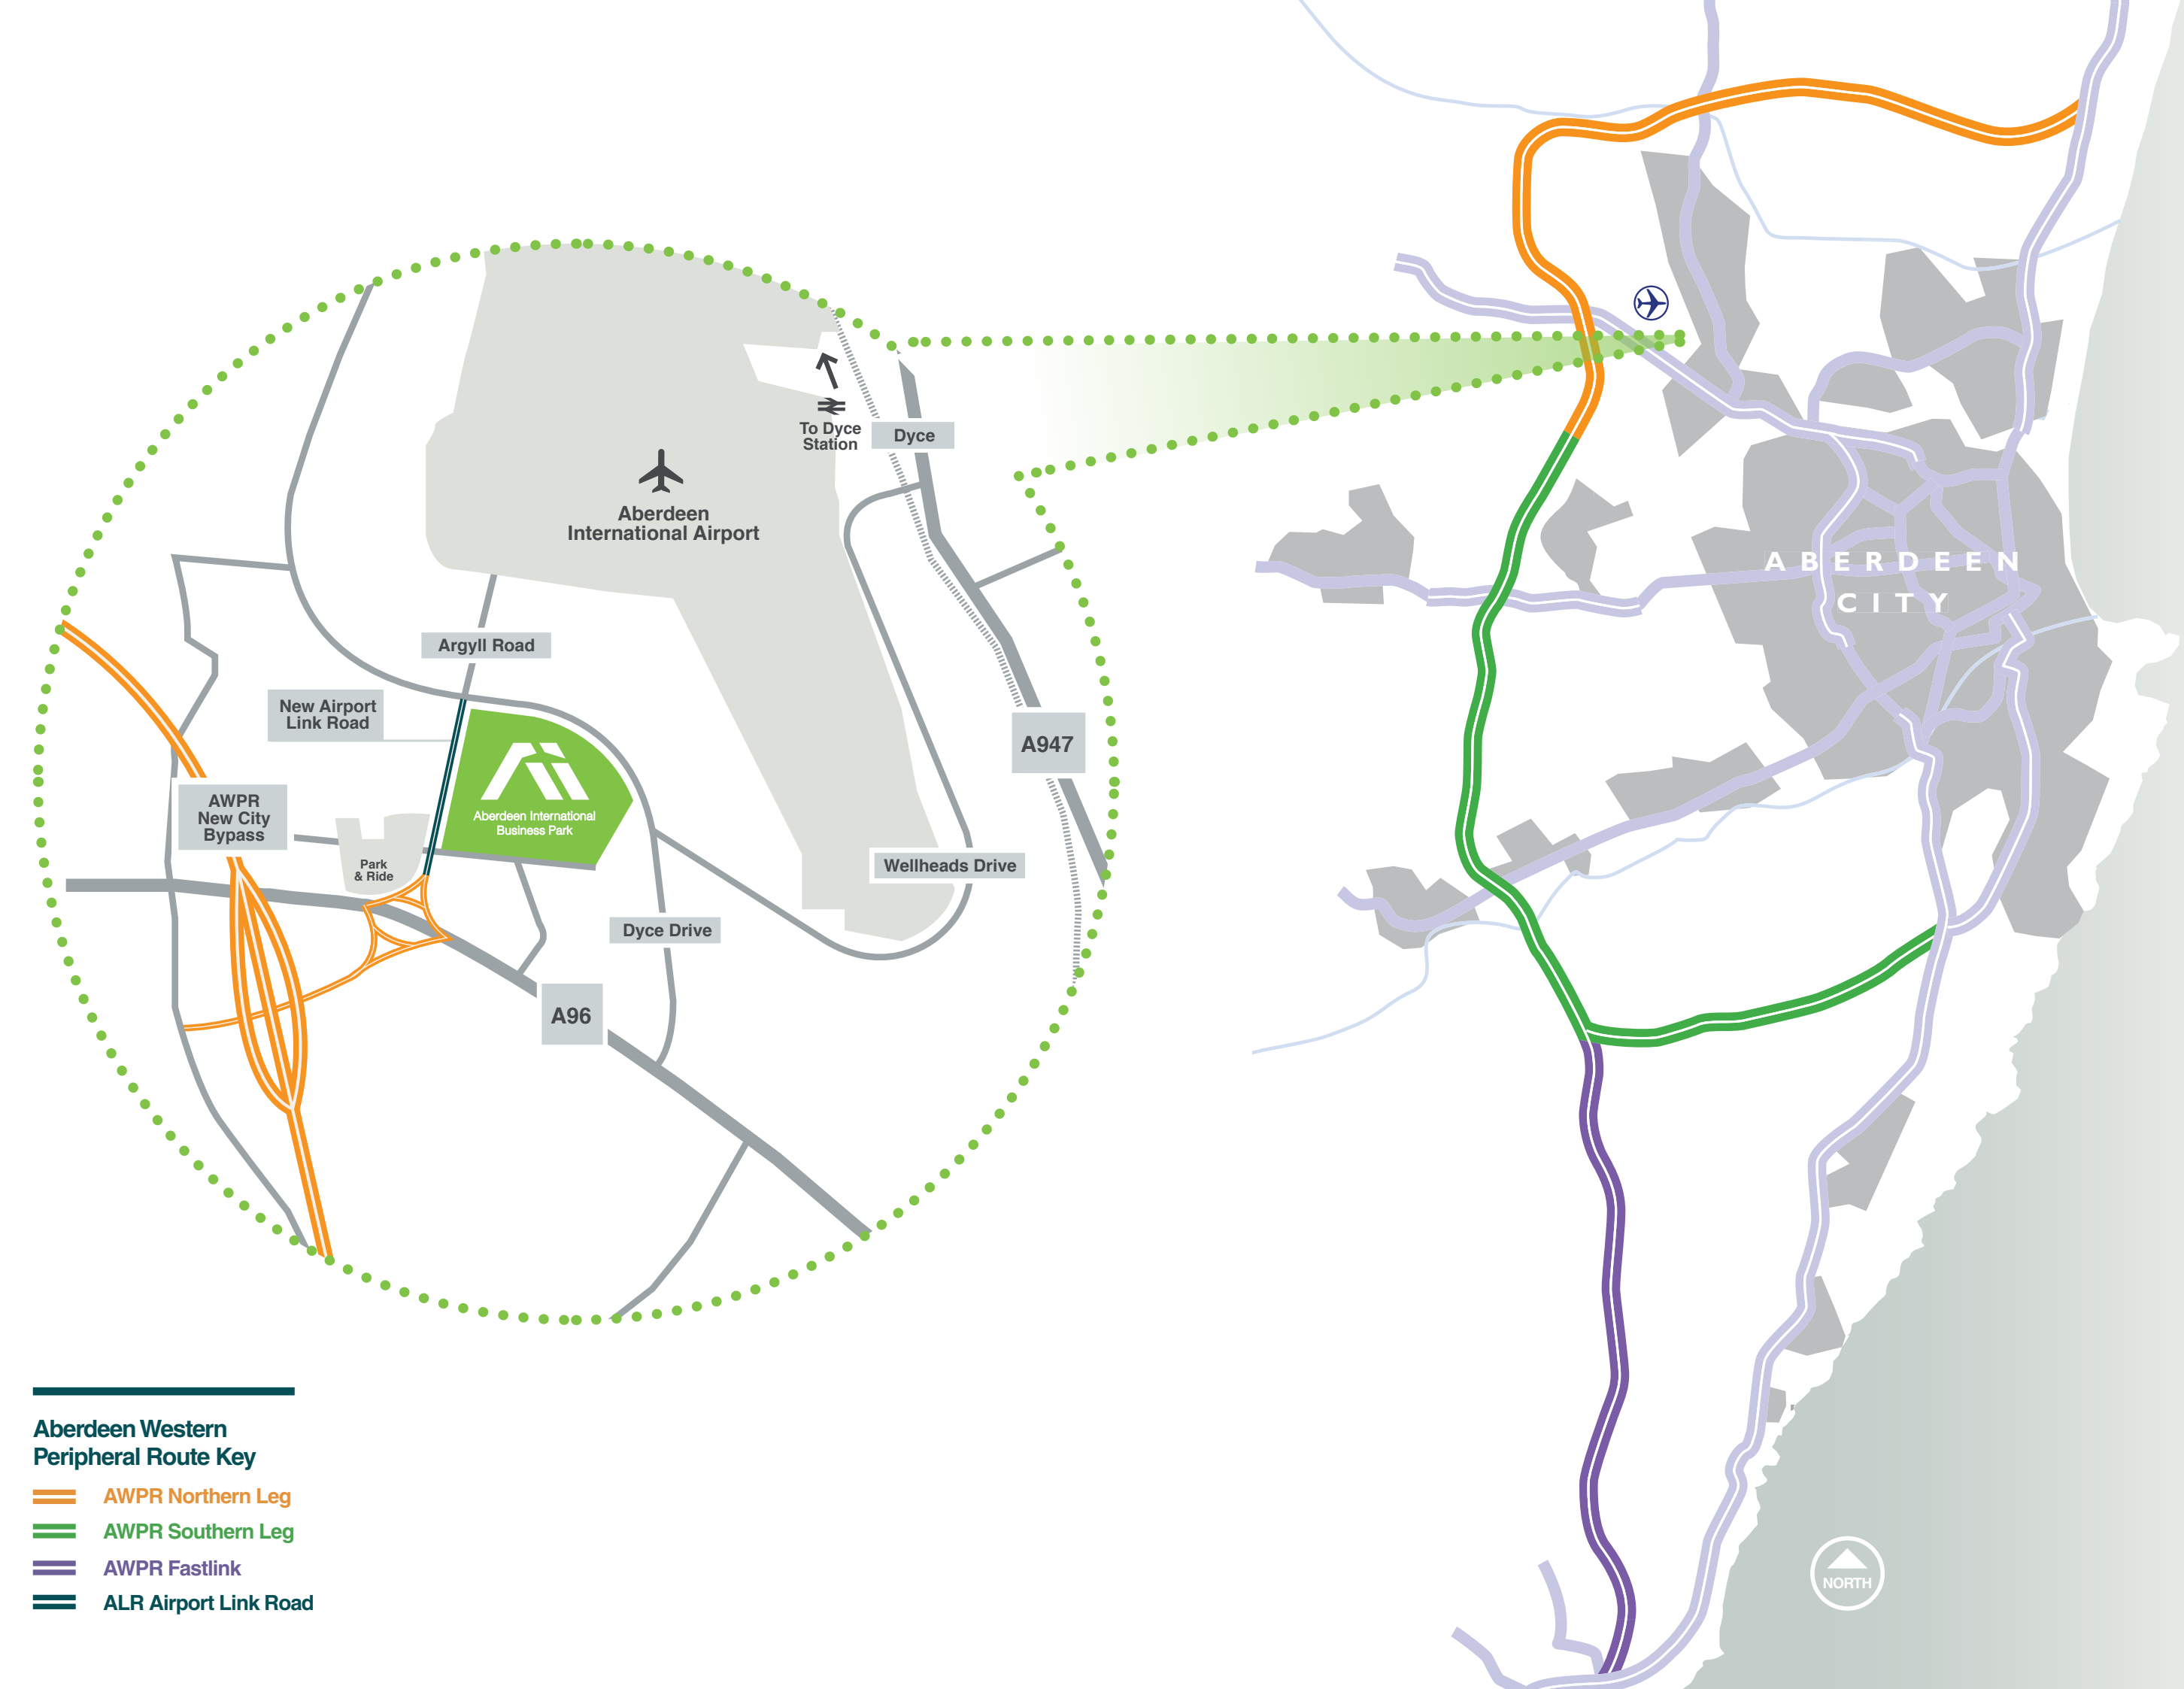 To Dyce
Station
Dyce
Aberdeen
International Airport
Argyll Road
New Airport
Link Road
A947
Aberdeen International
Business Park
AWPR
New City
Bypass
Park
& Ride
Wellheads Drive
Dyce Drive
A96
ABERDEEN
CITY
Aberdeen Western
Peripheral Route Key
AWPR Northern Leg
AWPR Southern Leg
AWPR Fastlink
ALR Airport Link Road
NORTH